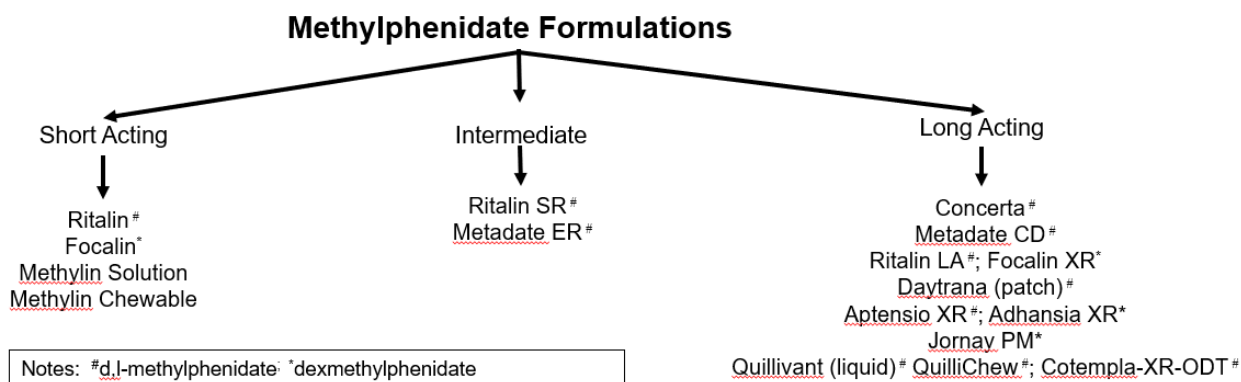 Methylphenidate Formulations
Short Acting
Intermediate
Long Acting
Ritalin #
Focalin*
Methylin Solution
Methylin Chewable
Ritalin SR #
Metadate ER #
Concerta #
Metadate CD #
Ritalin LA #; Focalin XR*
Daytrana (patch) #
Aptensio XR #; Adhansia XR*
Jornay PM*
Quillivant (liquid) # QuilliChew #; Cotempla-XR-ODT #
Notes: #d,l-methylphenidate; *dexmethylphenidate